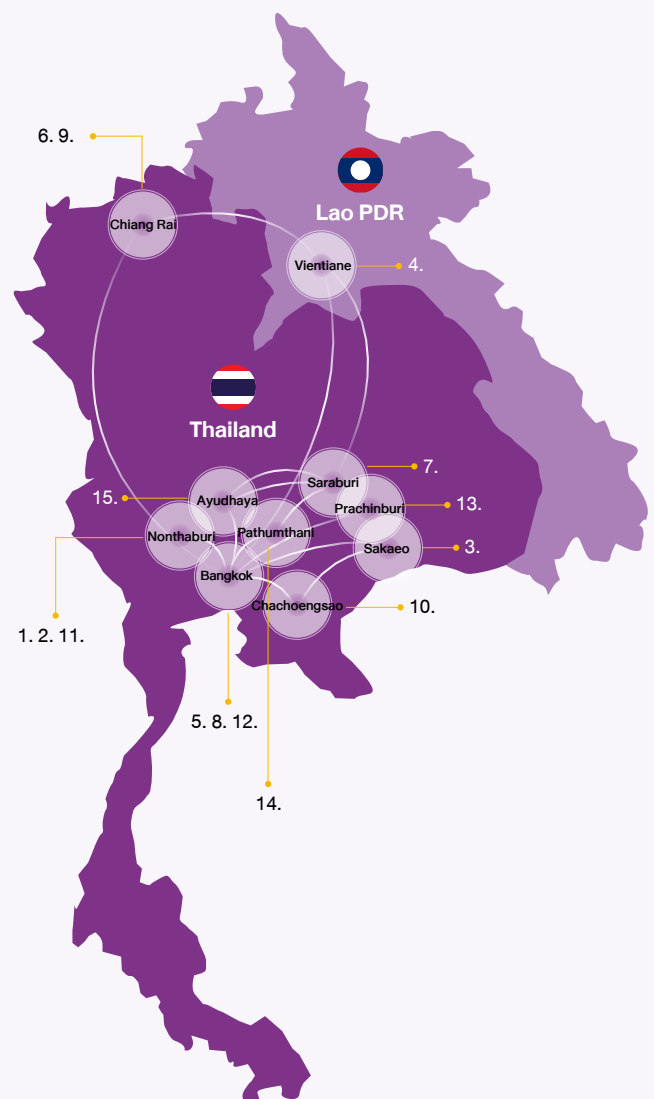 6. 9.
Lao PDR
Chiang Rai
Vientiane
4.
Thailand
7.
Saraburi
15.
Ayudhaya
13.
Prachinburi
Nonthaburi
Pathumthani
3.
Sakaeo
Bangkok
Chachoengsao
10.
1. 2. 11.
5. 8. 12.
14.